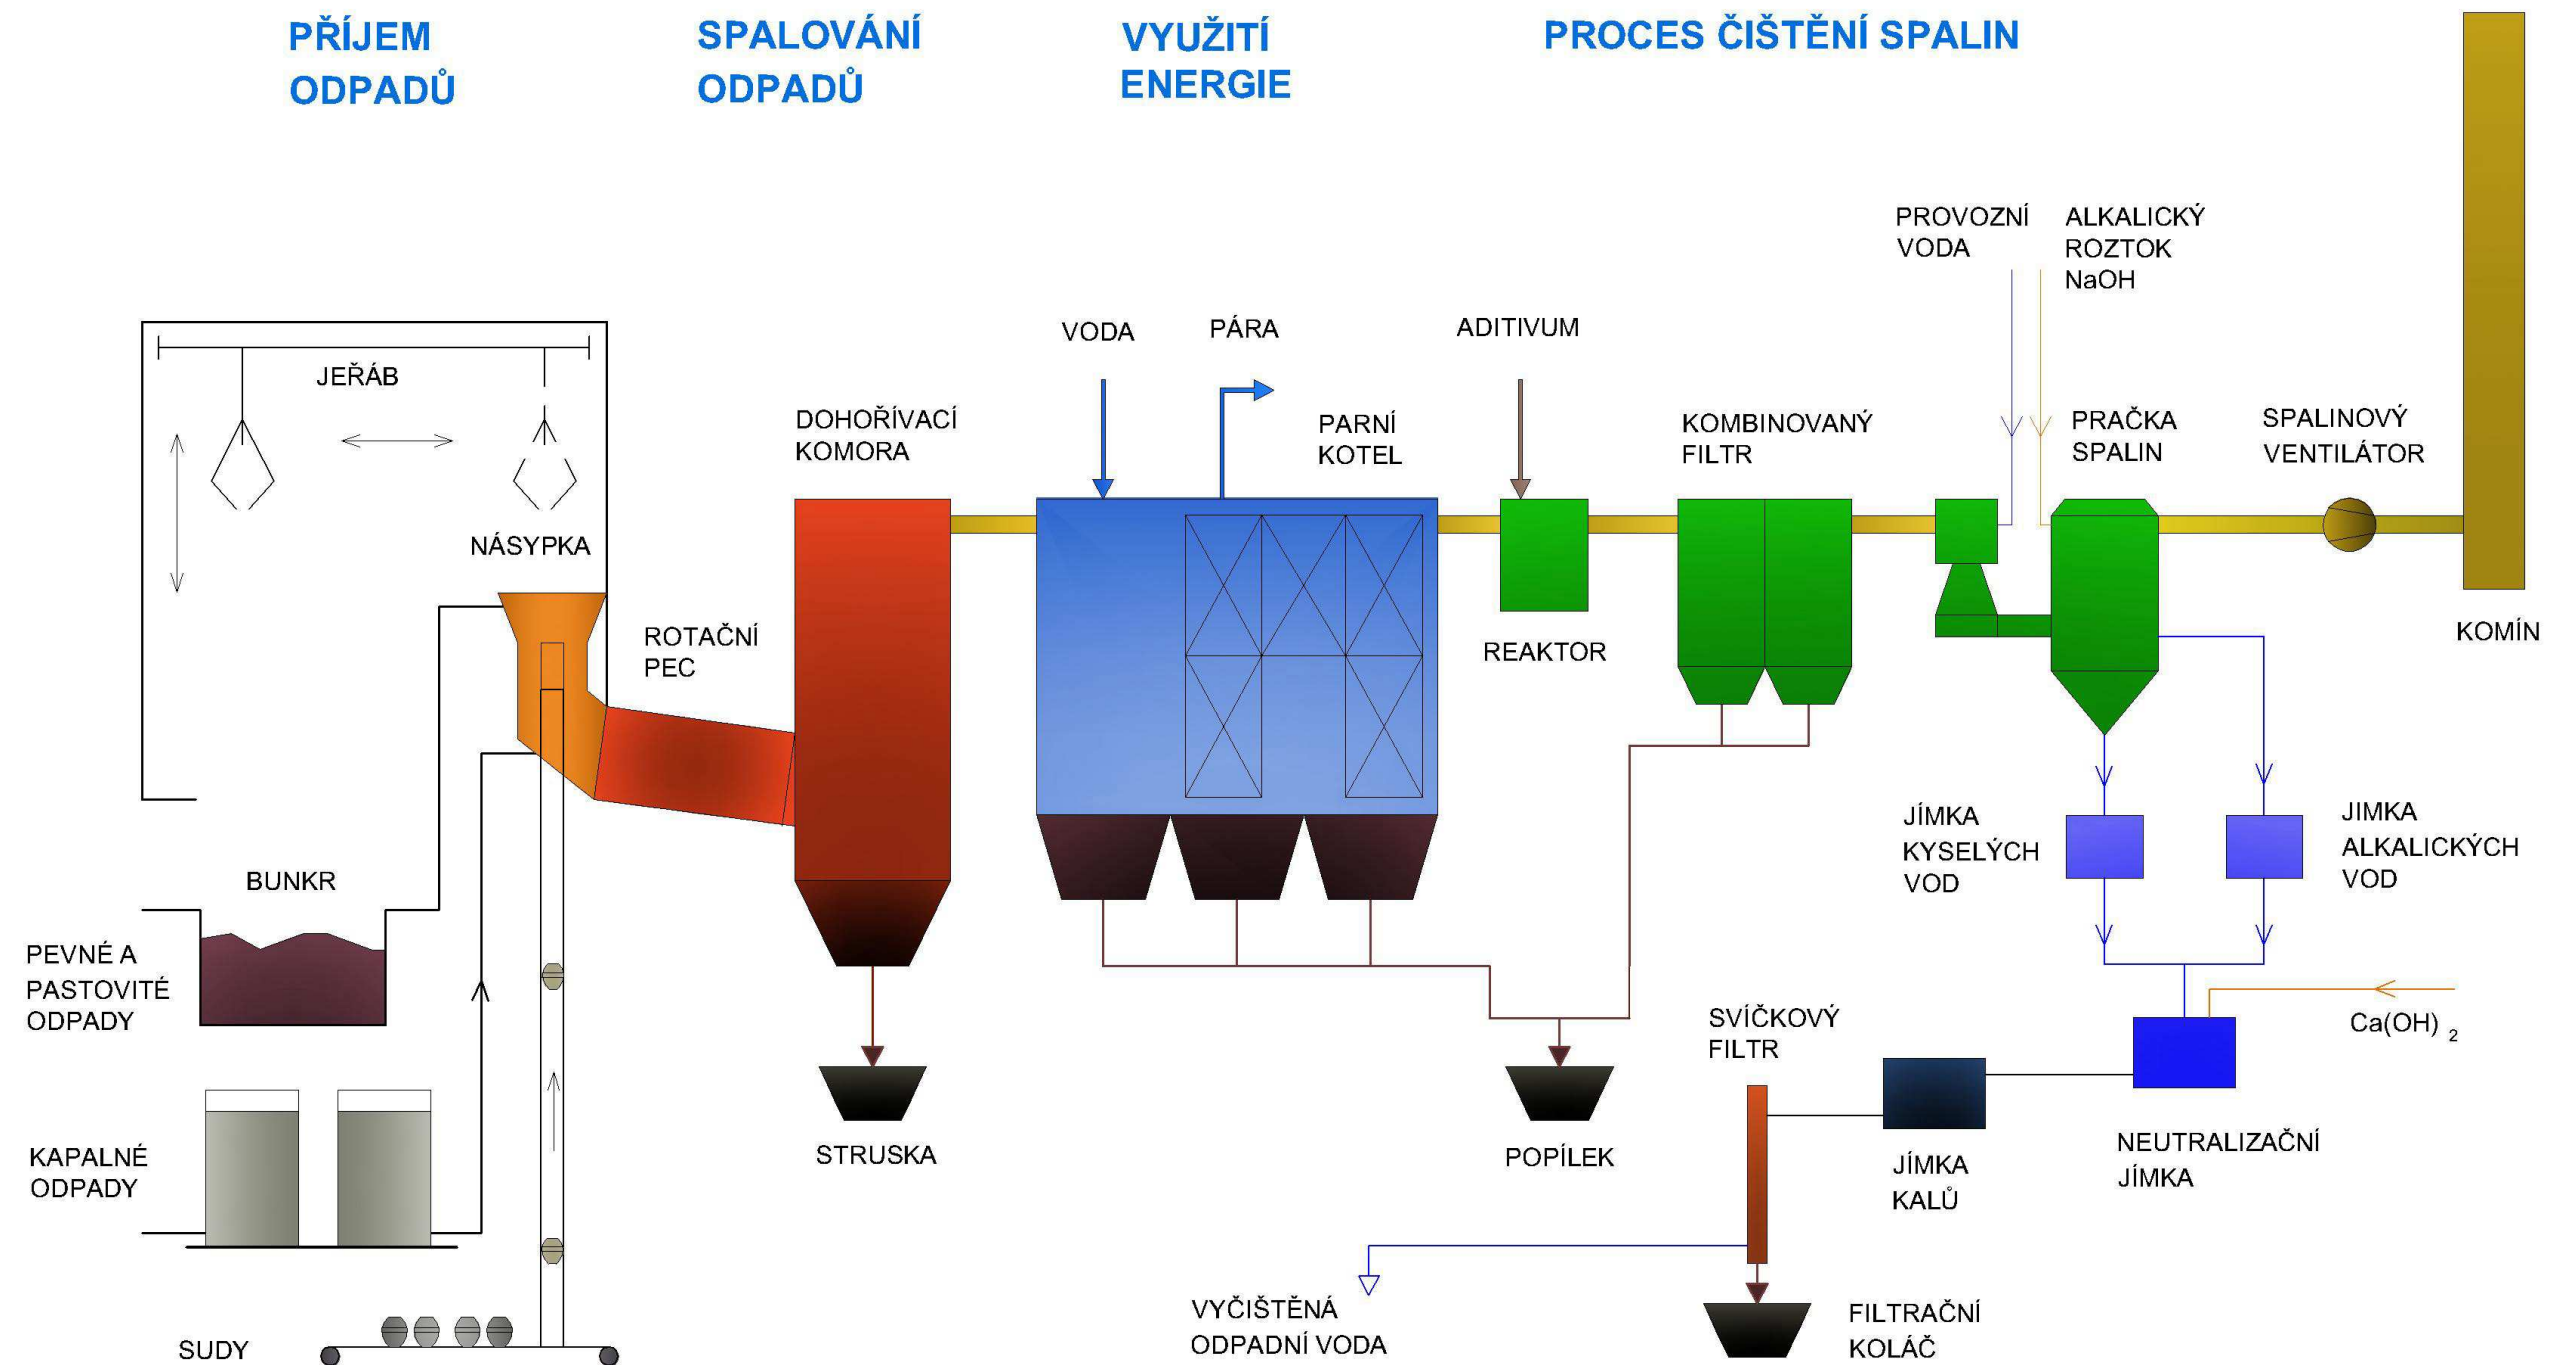 PŘÍJEM
ODPADŮ
SPALOVÁNÍ
ODPADŮ
VYUŽITÍ
ENERGIE
PROCES ČIŠTĚNÍ SPALIN
PROVOZNÍ
VODA
ALKALICKÝ
ROZTOK
NaOH
JEŘÁB
VODA
PÁRA
ADITIVUM
DOHOŘÍVACÍ
KOMORA
PARNÍ
KOTEL
KOMBINOVANÝ
FILTR
PRAČKA
SPALIN
SPALINOVÝ
VENTILÁTOR
NÁSYPKA
ROTAČNÍ
PEC
REAKTOR
KOMÍN
BUNKR
JÍMKA
KYSELÝCH
VOD
JIMKA
ALKALICKÝCH
VOD
PEVNÉ A
PASTOVITÉ
ODPADY
SVÍČKOVÝ
FILTR
Ca(OH) 2
KAPALNÉ
ODPADY
STRUSKA
POPÍLEK
JÍMKA
KALŮ
NEUTRALIZAČNÍ
JÍMKA
SUDY
VYČIŠTĚNÁ
ODPADNÍ VODA
FILTRAČNÍ
KOLÁČ